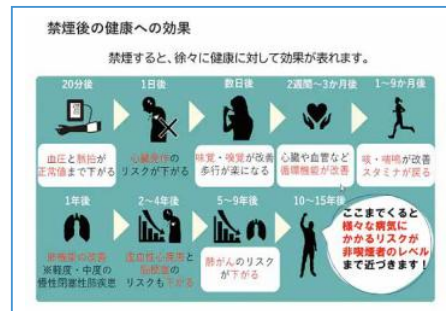 禁煙後の健康への効果
禁煙すると、徐々に健康に対して効果が表れます。
20分後
1日後
数日後
2週間～3か月後
1～9か月後
血圧と脈拍が
正常値まで下がる
心臓発作の
リスクが下がる
味覚・嗅覚が改善
歩行が楽になる
心臓や血管など
循環機能が改善
咳・喘鳴が改善
スタミナが戻る
1年後
2～4年後
5～9年後
10～15年後
肺機能の改善
※軽度・中度の
慢性閉塞性肺疾患
虚血性心疾患と
脳梗塞の
リスクも下がる
肺がんのリスク
が下がる
ここまでくると
様々な病気に
かかるリスクが
非喫煙者のレベル
まで近づきます！